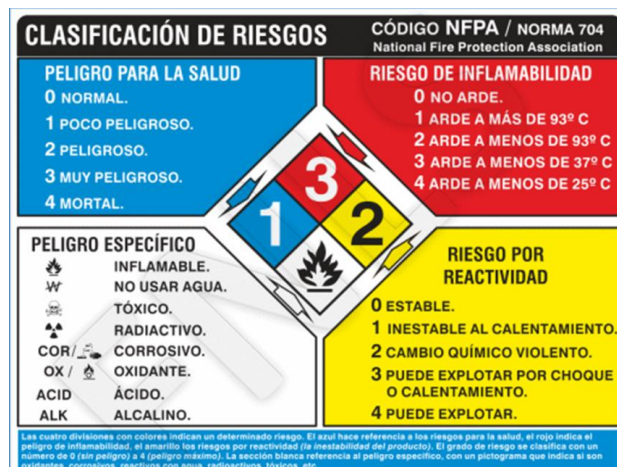 CLASIFICACIÓN DE RIESGOS
CÓDIGO NFPA / NORMA 704
National Fire Protection Association
PELIGRO PARA LA SALUD
0 NORMAL.
1 POCO PELIGROSO.
2 PELIGROSO.
3 MUY PELIGROSO.
4 MORTAL.
RIESGO DE INFLAMABILIDAD
0 NO ARDE.
1 ARDE A MÁS DE 93º C
2 ARDE A MENOS DE 93º C
3 ARDE A MENOS DE 37º C
4 ARDE A MENOS DE 25º C
3
1
2
PELIGRO ESPECÍFICO
INFLAMABLE.
W NO USAR AGUA.
TÓXICO.
RADIACTIVO.
COR/ CORROSIVO.
OX / OXIDANTE.
ACID ÁCIDO.
ALK ALCALINO.
RIESGO POR
REACTIVIDAD
0 ESTABLE.
1 INESTABLE AL CALENTAMIENTO.
2 CAMBIO QUÍMICO VIOLENTO.
3 PUEDE EXPLOTAR POR CHOQUE
O CALENTAMIENTO.
4 PUEDE EXPLOTAR.
Las cuatro divisiones con colores indican un determinado riesgo. El azul hace referencia a los riesgos para la salud, el rojo indica el
peligro de inflamabilidad, el amarillo los riesgos por reactividad (la inestabilidad del producto). El grado de riesgo se clasifica con un
número de 0 (sin peligro) a 4 (peligro máximo). La sección blanca referencia al peligro específico, con un pictograma que indica si son
oxidantes, corrosivos, reactivos con agua, radiactivos, tóxicos, etc.